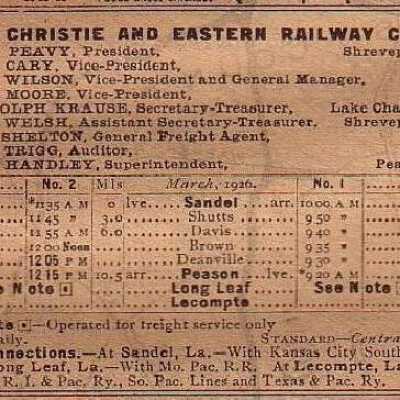 CHRISTIE AND EASTERN RAILWAY C
PEAVY, President, Shrevep
CARY, Vice-President,
WILSON, Vice-President and General Manager,
MOORE, Vice-President,
OLPH KRAUSE, Secretary-Treasurer, Lake Cha
WELSH, Assistant Secretary-Treasurer. Shrevep
SHELTON, General Freight Agent,
TRIGG, Auditor,
HANDLEY, Superintendent, Pea
No. 2 Mls March, 1926. No. 1
*11 35 A M 0 lve. Sandel arr. 10 00 A M
11 45 " 3.0 Shutts 9 50 "
11 55 A M 6.0 Davis 9 40 "
12 00 Noon Brown 9 35 "
12 05 P M Deanville 9 30 "
12 15 P M 10.5 arr. Peason lve. *9 20 A M
e Note Long Leaf See Note
Lecompte
te —Operated for freight service only
aily. STANDARD—Centra
nnections.—At Sandel, La.—With Kansas City South
ong Leaf, La.—With Mo. Pac. R.R. At Lecompte, La
R. I. & Pac. Ry., So. Pac. Lines and Texas & Pac. Ry.